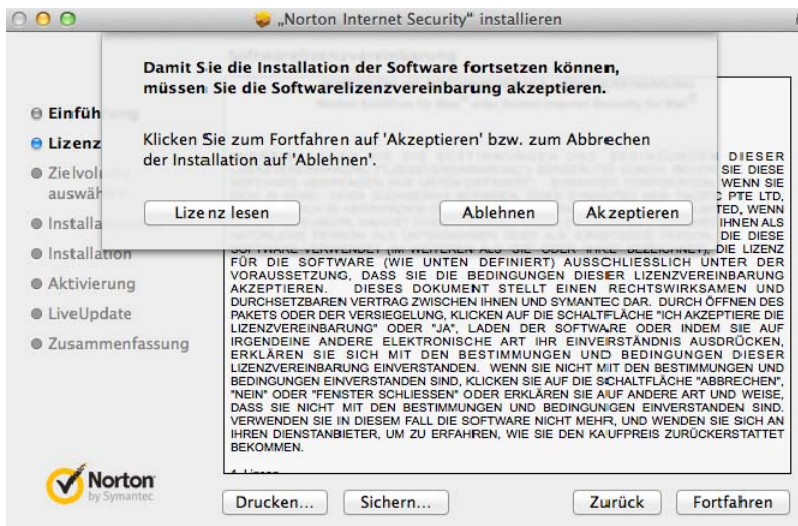 „Norton Internet Security“ installieren
Damit Sie die Installation der Software fortsetzen können,
müssen Sie die Softwarelizenzvereinbarung akzeptieren.
Klicken Sie zum Fortfahren auf 'Akzeptieren' bzw. zum Abbrechen
der Installation auf 'Ablehnen'.
Lizenz lesen
Ablehnen
Akzeptieren
Einfüh
Lizenz
Zielvolu
auswäh
Installa
Installation
Aktivierung
LiveUpdate
Zusammenfassung
DIESER
SIE DIESE
WENN SIE
PTE LTD,
TED, WENN
IHNEN ALS
DIE DIESE
SOFTWARE VERWENDET (IM WEITEREN ALS "SIE" ODER "IHRE" BEZEICHNET), DIE LIZENZ
FÜR DIE SOFTWARE (WIE UNTEN DEFINIERT) AUSSCHLIESSLICH UNTER DER
VORAUSSETZUNG, DASS SIE DIE BEDINGUNGEN DIESER LIZENZVEREINBARUNG
AKZEPTIEREN. DIESES DOKUMENT STELLT EINEN RECHTSWIRKSAMEN UND
DURCHSETZBAREN VERTRAG ZWISCHEN IHNEN UND SYMANTEC DAR. DURCH ÖFFNEN DES
PAKETS ODER DER VERSIEGELUNG, KLICKEN AUF DIE SCHALTFLÄCHE "ICH AKZEPTIERE DIE
LIZENZVEREINBARUNG" ODER "JA", LADEN DER SOFTWARE ODER INDEM SIE AUF
IRGENDEINE ANDERE ELEKTRONISCHE ART IHR EINVERSTÄNDNIS AUSDRÜCKEN,
ERKLÄREN SIE SICH MIT DEN BESTIMMUNGEN UND BEDINGUNGEN DIESER
LIZENZVEREINBARUNG EINVERSTANDEN. WENN SIE NICHT MIT DEN BESTIMMUNGEN UND
BEDINGUNGEN EINVERSTANDEN SIND, KLICKEN SIE AUF DIE SCHALTFLÄCHE "ABBRECHEN",
"NEIN" ODER "FENSTER SCHLIESSEN" ODER ERKLÄREN SIE AUF ANDERE ART UND WEISE,
DASS SIE NICHT MIT DEN BESTIMMUNGEN UND BEDINGUNGEN EINVERSTANDEN SIND.
VERWENDEN SIE IN DIESEM FALL DIE SOFTWARE NICHT MEHR, UND WENDEN SIE SICH AN
IHREN DIENSTANBIETER, UM ZU ERFAHREN, WIE SIE DEN KAUFPREIS ZURÜCKERSTATTET
BEKOMMEN.
Norton
by Symantec
Drucken...
Sichern...
Zurück
Fortfahren